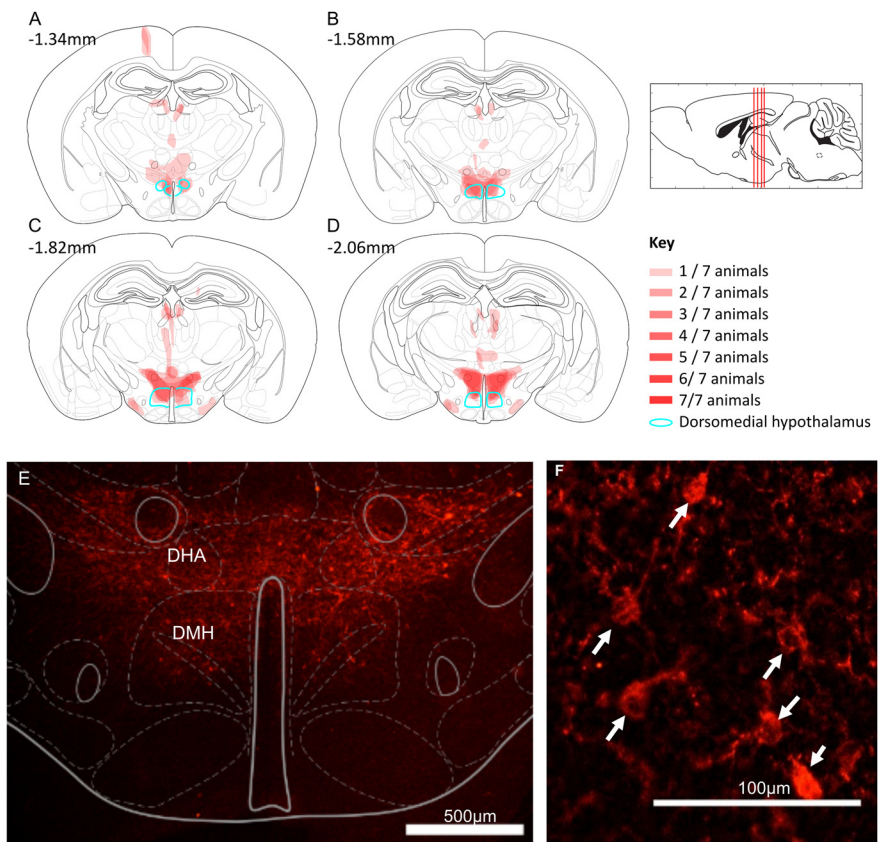 A
-1.34mm
B
-1.58mm
C
-1.82mm
D
-2.06mm
Key
1 / 7 animals
2 / 7 animals
3 / 7 animals
4 / 7 animals
5 / 7 animals
6/ 7 animals
7/7 animals
Dorsomedial hypothalamus
E
DHA
DMH
500µm
F
100µm